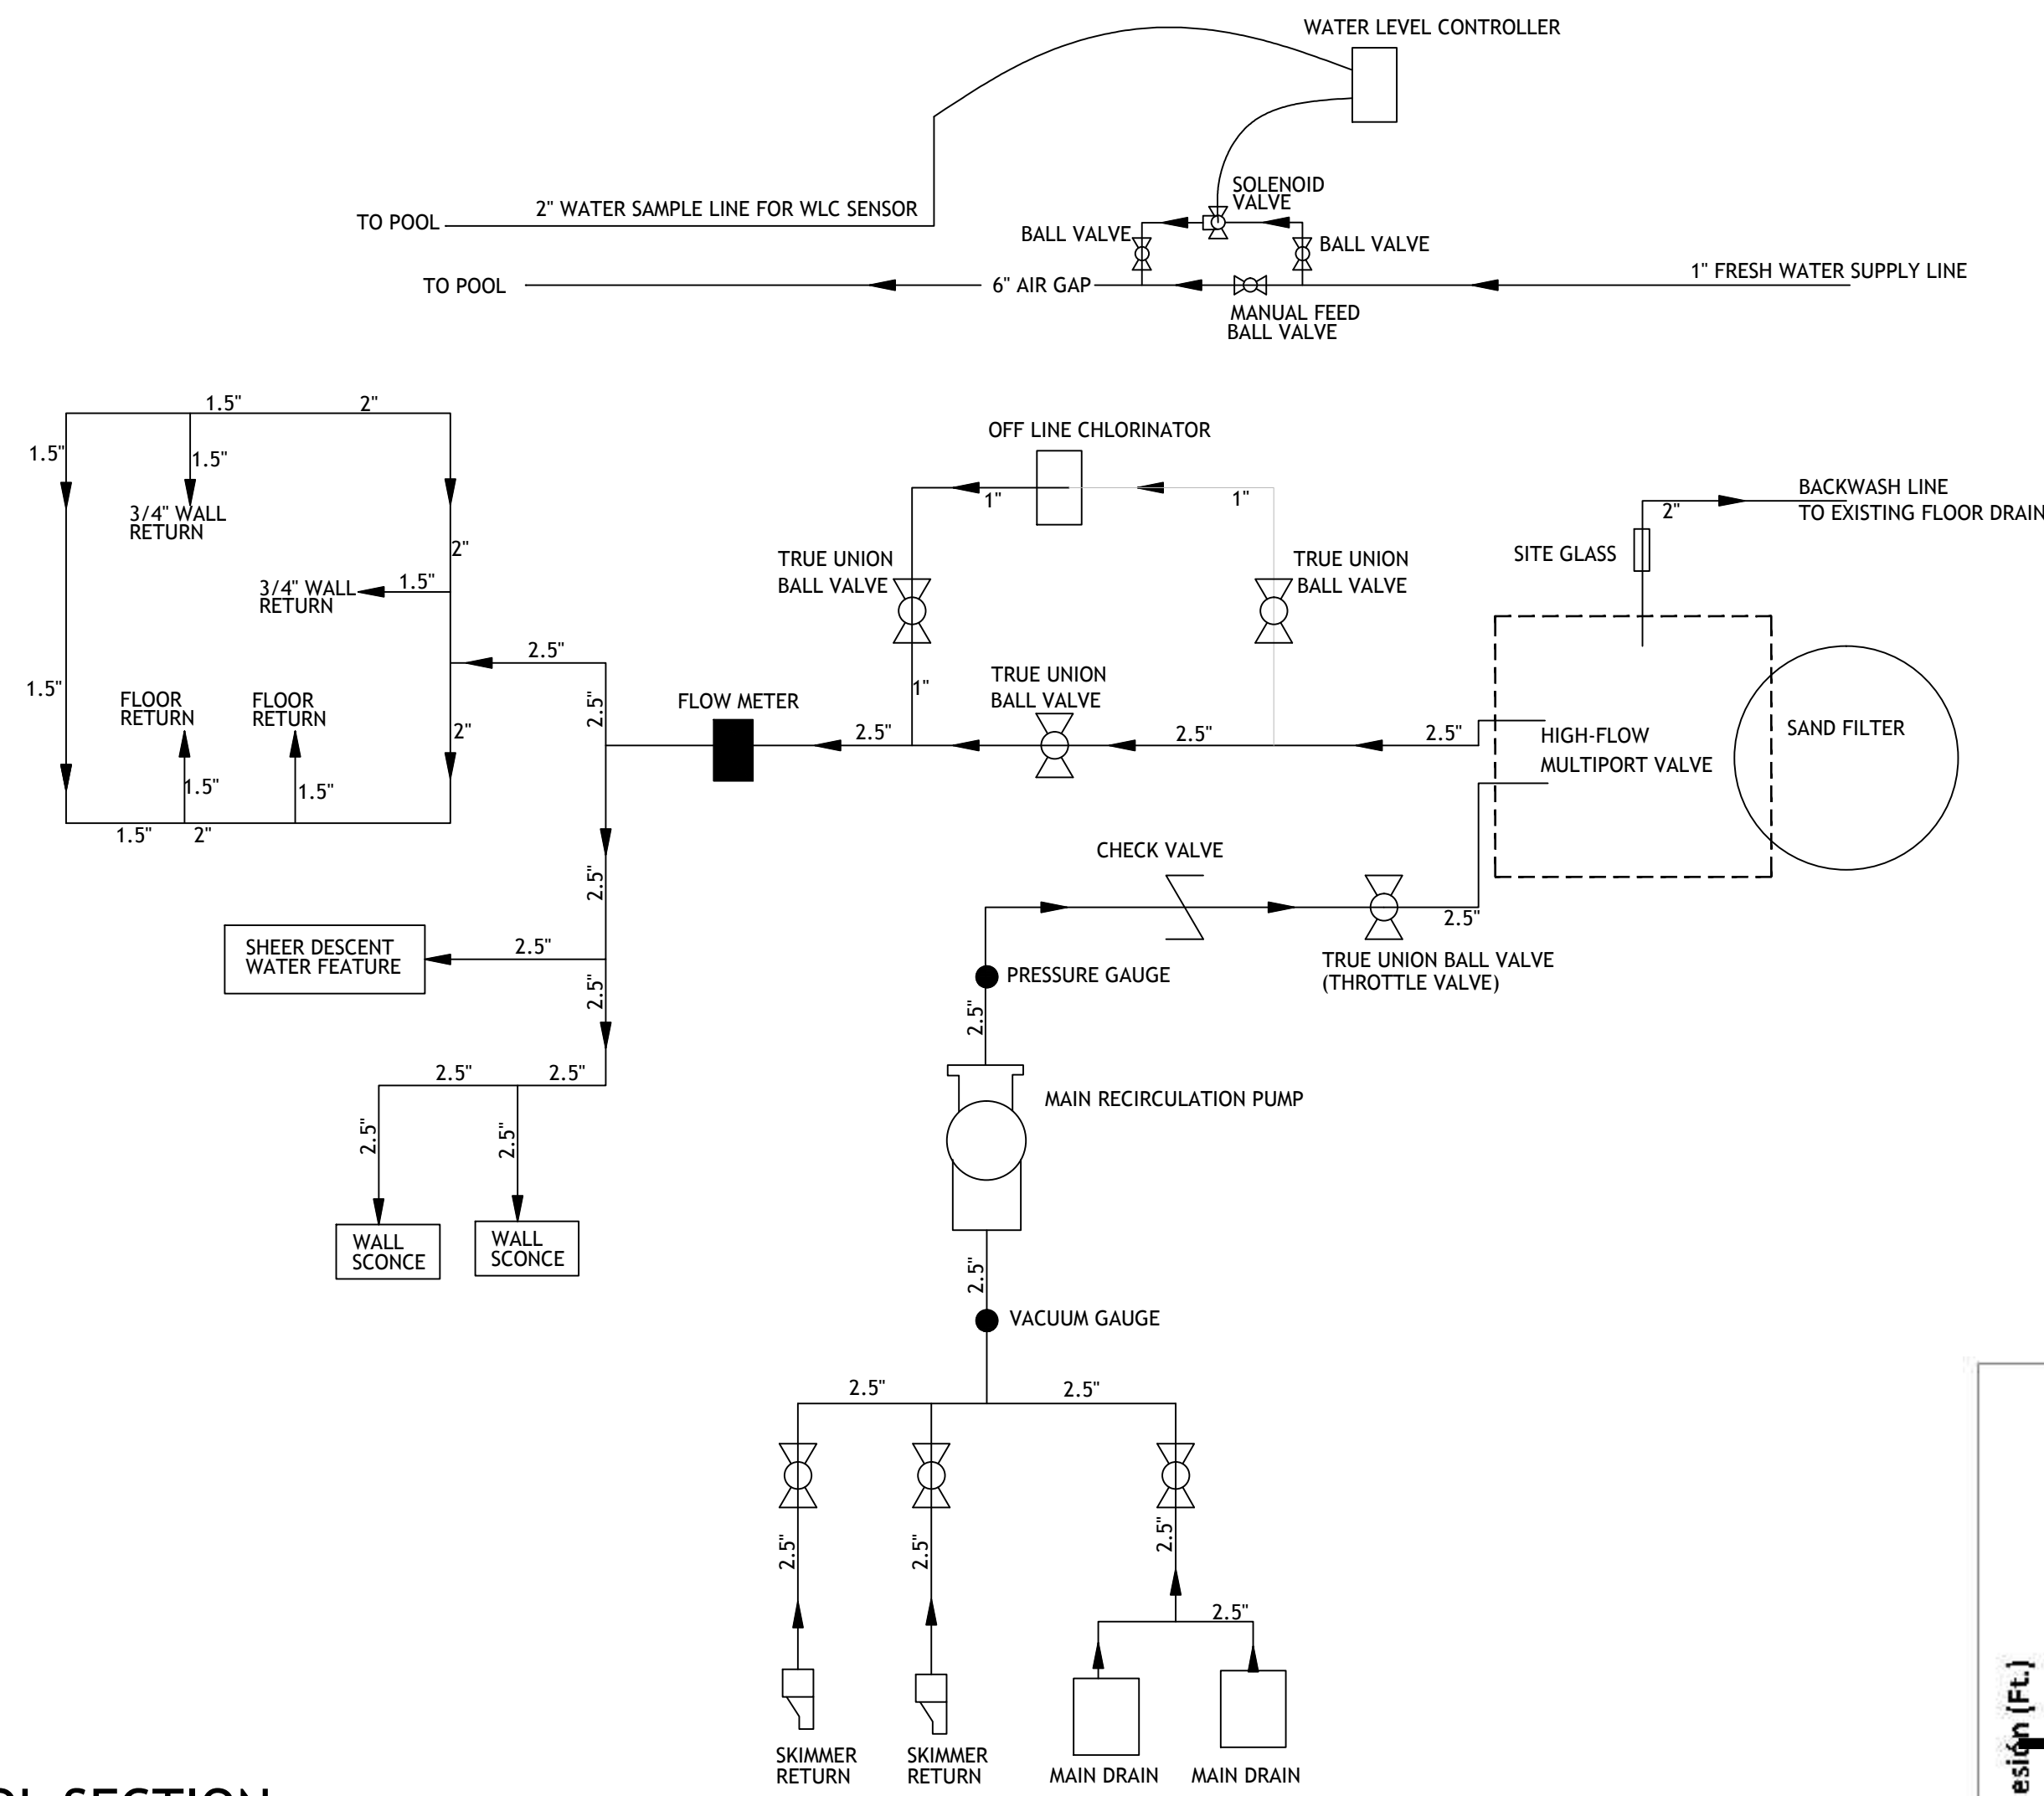 WATER LEVEL CONTROLLER
SOLENOID
VALVE
2" WATER SAMPLE LINE FOR WLC SENSOR
TO POOL
BALL VALVE
BALL VALVE
1" FRESH WATER SUPPLY LINE
TO POOL
6" AIR GAP
MANUAL FEED
BALL VALVE
1.5"
2"
1.5"
1.5"
3/4" WALL
RETURN
2"
1.5"
3/4" WALL
RETURN
2.5"
1.5"
FLOOR
RETURN
FLOOR
RETURN
2.5"
2"
1.5"
1.5"
1.5"
2"
OFF LINE CHLORINATOR
1"
1"
TRUE UNION
BALL VALVE
TRUE UNION
BALL VALVE
1"
TRUE UNION
BALL VALVE
FLOW METER
2.5"
2.5"
2.5"
BACKWASH LINE
TO EXISTING FLOOR DRAIN
2"
SITE GLASS
HIGH-FLOW
MULTIPORT VALVE
SAND FILTER
CHECK VALVE
2.5"
TRUE UNION BALL VALVE
(THROTTLE VALVE)
PRESSURE GAUGE
2.5"
2.5"
SHEER DESCENT
WATER FEATURE
2.5"
2.5"
2.5"
2.5"
2.5"
2.5"
WALL
SCONCE
WALL
SCONCE
MAIN RECIRCULATION PUMP
2.5"
VACUUM GAUGE
2.5"
2.5"
2.5"
2.5"
2.5"
2.5"
SKIMMER
RETURN
SKIMMER
RETURN
MAIN DRAIN
MAIN DRAIN
SECTION
(Ft.)